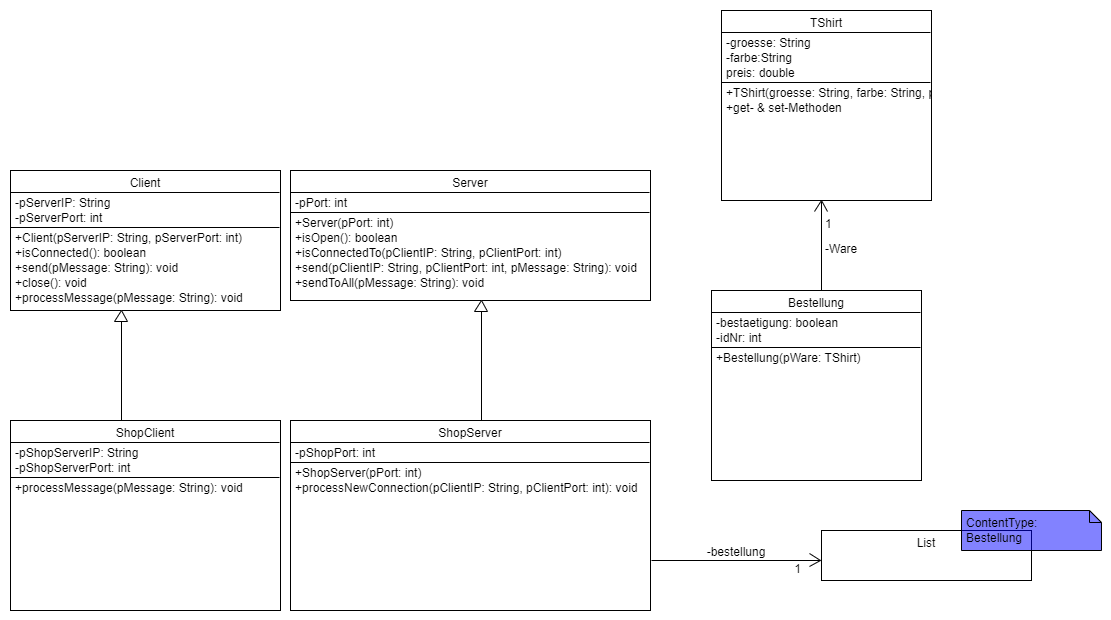 TShirt
-groesse: String
-farbe:String
preis: double
+TShirt(groesse: String, farbe: String,
+get- & set-Methoden
1
-Ware
Client
-pServerIP: String
-pServerPort: int
+Client(pServerIP: String, pServerPort: int)
+isConnected(): boolean
+send(pMessage: String): void
+close(): void
+processMessage(pMessage: String): void
Server
-pPort: int
+Server(pPort: int)
+isOpen(): boolean
+isConnectedTo(pClientIP: String, pClientPort: int)
+send(pClientIP: String, pClientPort: int, pMessage: String): void
+sendToAll(pMessage: String): void
Bestellung
-bestaetigung: boolean
-idNr: int
+Bestellung(pWare: TShirt)
ShopClient
-pShopServerIP: String
-pShopServerPort: int
+processMessage(pMessage: String): void
ShopServer
-pShopPort: int
+ShopServer(pPort: int)
+processNewConnection(pClientIP: String, pClientPort: int): void
-bestellung
1
List
ContentType:
Bestellung